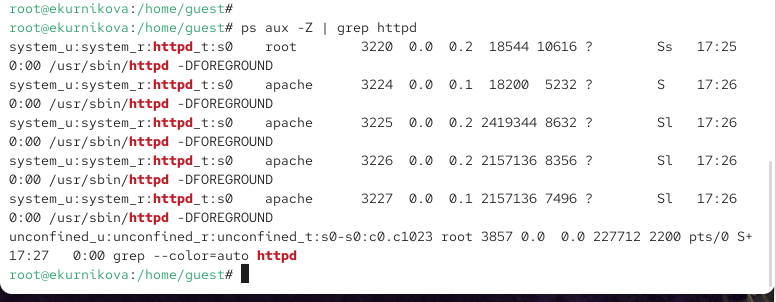 root@ekurnikova:/home/guest#
root@ekurnikova:/home/guest# ps aux -Z | grep httpd
system_u:system_r:httpd_t:s0    root        3220  0.0  0.2  18544 10616 ?        Ss   17:25
0:00 /usr/sbin/httpd -DFOREGROUND
system_u:system_r:httpd_t:s0    apache      3224  0.0  0.1  18200  5232 ?        S    17:26
0:00 /usr/sbin/httpd -DFOREGROUND
system_u:system_r:httpd_t:s0    apache      3225  0.0  0.2 2419344 8632 ?        Sl   17:26
0:00 /usr/sbin/httpd -DFOREGROUND
system_u:system_r:httpd_t:s0    apache      3226  0.0  0.2 2157136 8356 ?        Sl   17:26
0:00 /usr/sbin/httpd -DFOREGROUND
system_u:system_r:httpd_t:s0    apache      3227  0.0  0.1 2157136 7496 ?        Sl   17:26
0:00 /usr/sbin/httpd -DFOREGROUND
unconfined_u:unconfined_r:unconfined_t:s0-s0:c0.c1023 root 3857 0.0  0.0 227712 2200 pts/0 S+
17:27   0:00 grep --color=auto httpd
root@ekurnikova:/home/guest#